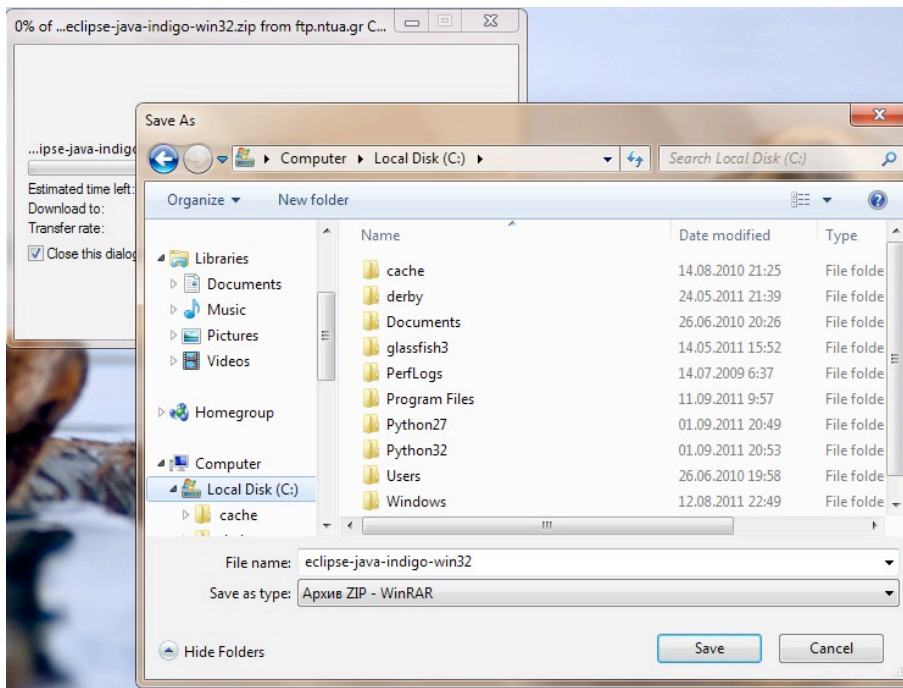 0% of ...eclipse-java-indigo-win32.zip from ftp.ntua.gr C...
Save As
...ipse-java-indigo
Computer ▸ Local Disk (C:) ▸
Search Local Disk (C:)
Organize
New folder
Estimated time left:
Download to:
Transfer rate:
Close this dialog
Name Date modified Type
Libraries
Documents
Music
Pictures
Videos
Homegroup
Computer
Local Disk (C:)
cache
cache 14.08.2010 21:25 File folde
derby 24.05.2011 21:39 File folde
Documents 26.06.2010 20:26 File folde
glassfish3 14.05.2011 15:52 File folde
PerfLogs 14.07.2009 6:37 File folde
Program Files 11.09.2011 9:57 File folde
Python27 01.09.2011 20:49 File folde
Python32 01.09.2011 20:53 File folde
Users 26.06.2010 19:58 File folde
Windows 12.08.2011 22:49 File folde
File name: eclipse-java-indigo-win32
Save as type: Архив ZIP - WinRAR
Hide Folders
Save
Cancel